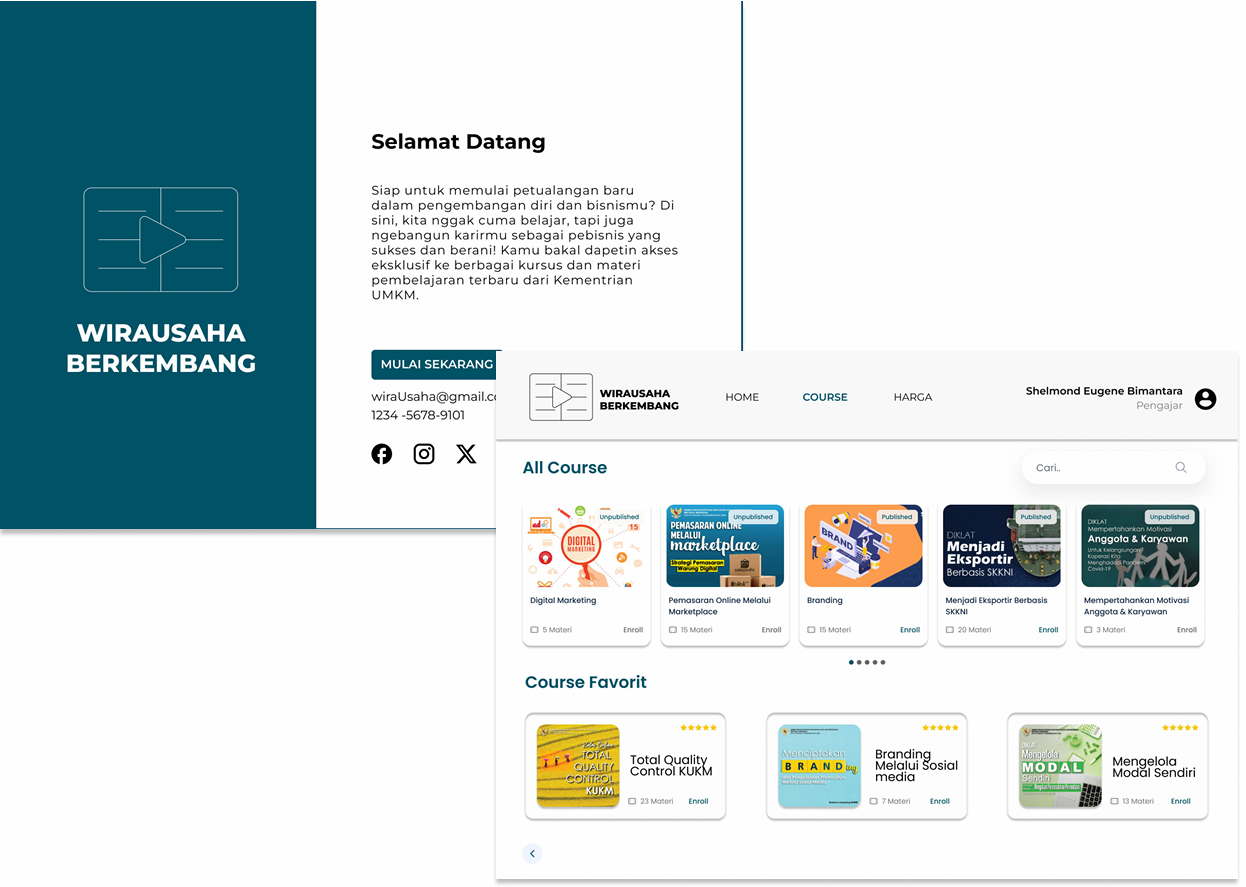 WIRAUSAHA
BERKEMBANG
Selamat Datang
Siap untuk memulai petualangan baru
dalam pengembangan diri dan bisnismu? Di
sini, kita nggak cuma belajar, tapi juga
ngebangun karirmu sebagai pebisnis yang
sukses dan berani! Kamu bakal dapetin akses
eksklusif ke berbagai kursus dan materi
pembelajaran terbaru dari Kementrian
UMKM.
MULAI SEKARANG
wiraUsaha@gmail.co
1234 -5678-9101
WIRAUSAHA
BERKEMBANG
HOME
COURSE
HARGA
Shelmond Eugene Bimantara
Pengajar
All Course
Cari..
Unpublished
15
DIGITAL
MARKETING
Digital Marketing
5 Materi
Enroll
Unpublished
PEMASARAN ONLINE
MELALUI
marketplace
Strategi Pemasaran
Warung Digital
Pemasaran Online Melalui
Marketplace
15 Materi
Enroll
Published
BRAND
Branding
15 Materi
Enroll
Published
DIKLAT
Menjadi
Eksportir
Berbasis SKKNI
Menjadi Eksportir Berbasis
SKKNI
20 Materi
Enroll
Unpublished
DIKLAT
Mempertahankan Motivasi
Anggota & Karyawan
Untuk Kelangsungan
Koperasi Kita
Menghadapi Pandemi
Covid-19
Mempertahankan Motivasi
Anggota & Karyawan
3 Materi
Enroll
Course Favorit
TOTAL
QUALITY
CONTROL
KUKM
Total Quality
Control KUKM
23 Materi
Enroll
Menciptakan
BRANDing
Branding
Melalui Sosial
media
7 Materi
Enroll
DIKLAT
Mengelola
MODAL
Sendiri
Mengelola
Modal Sendiri
13 Materi
Enroll